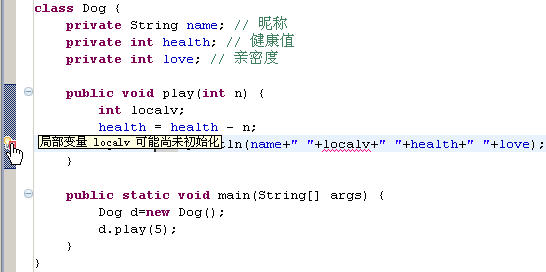 class Dog {
private String name; // 昵称
private int health; // 健康值
private int love; // 亲密度
public void play(int n) {
int localv;
health = health - n;
局部变量 localv 可能尚未初始化 ln(name+" "+localv+" "+health+" "+love);
}
public static void main(String[] args) {
Dog d=new Dog();
d.play(5);
}
}